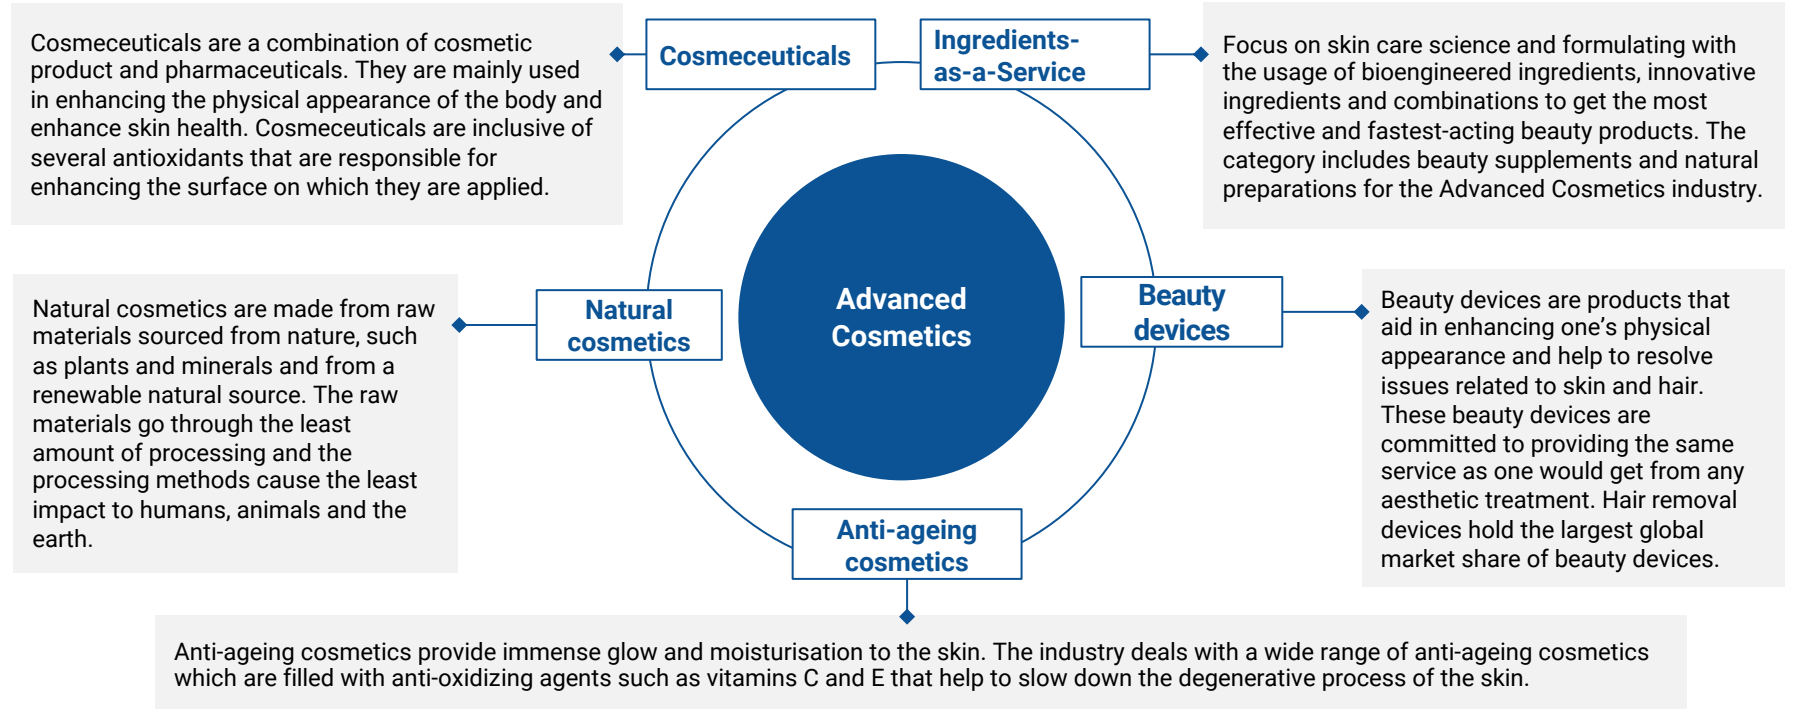 Cosmeceuticals are a combination of cosmetic
product and pharmaceuticals. They are mainly used
in enhancing the physical appearance of the body and
enhance skin health. Cosmeceuticals are inclusive of
several antioxidants that are responsible for
enhancing the surface on which they are applied.
Cosmeceuticals
Ingredients-
as-a-Service
Focus on skin care science and formulating with
the usage of bioengineered ingredients, innovative
ingredients and combinations to get the most
effective and fastest-acting beauty products. The
category includes beauty supplements and natural
preparations for the Advanced Cosmetics industry.
Natural cosmetics are made from raw
materials sourced from nature, such
as plants and minerals and from a
renewable natural source. The raw
materials go through the least
amount of processing and the
processing methods cause the least
impact to humans, animals and the
earth.
Natural
cosmetics
Advanced
Cosmetics
Beauty
devices
Beauty devices are products that
aid in enhancing one’s physical
appearance and help to resolve
issues related to skin and hair.
These beauty devices are
committed to providing the same
service as one would get from any
aesthetic treatment. Hair removal
devices hold the largest global
market share of beauty devices.
Anti-ageing
cosmetics
Anti-ageing cosmetics provide immense glow and moisturisation to the skin. The industry deals with a wide range of anti-ageing cosmetics
which are filled with anti-oxidizing agents such as vitamins C and E that help to slow down the degenerative process of the skin.